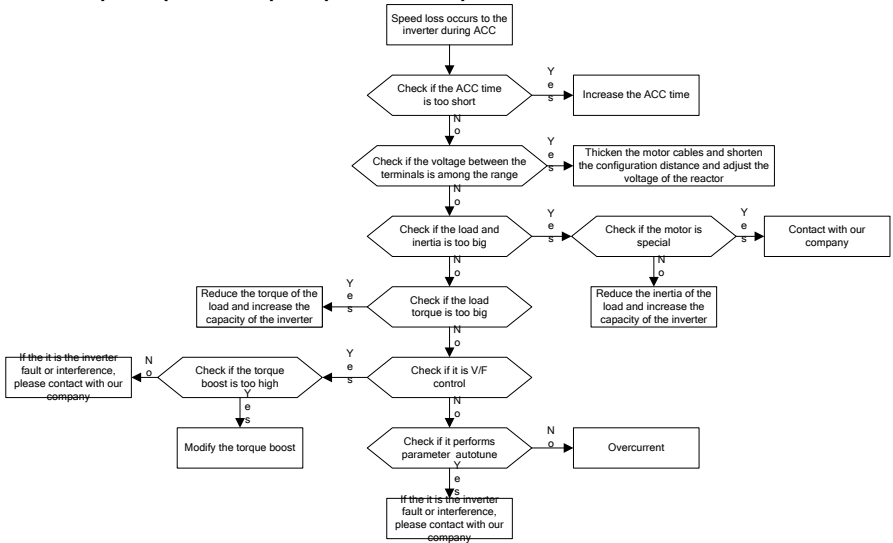 Speed loss occurs to the
inverter during ACC
Check if the ACC time
is too short
Yes
Increase the ACC time
No
Check if the voltage between the
terminals is among the range
Yes
Thicken the motor cables and shorten
the configuration distance and adjust the
voltage of the reactor
No
Check if the load and
inertia is too big
Yes
Check if the motor is
special
Yes
Contact with our
company
No
No
Reduce the torque of the
load and increase the
capacity of the inverter
Yes
Check if the load
torque is too big
Reduce the inertia of the
load and increase the
capacity of the inverter
No
If the it is the inverter
fault or interference,
please contact with our
company
No
Check if the torque
boost is too high
Yes
Check if it is V/F
control
Yes
No
Modify the torque boost
Check if it performs
parameter autotune
No
Overcurrent
Yes
If the it is the inverter
fault or interference,
please contact with our
company